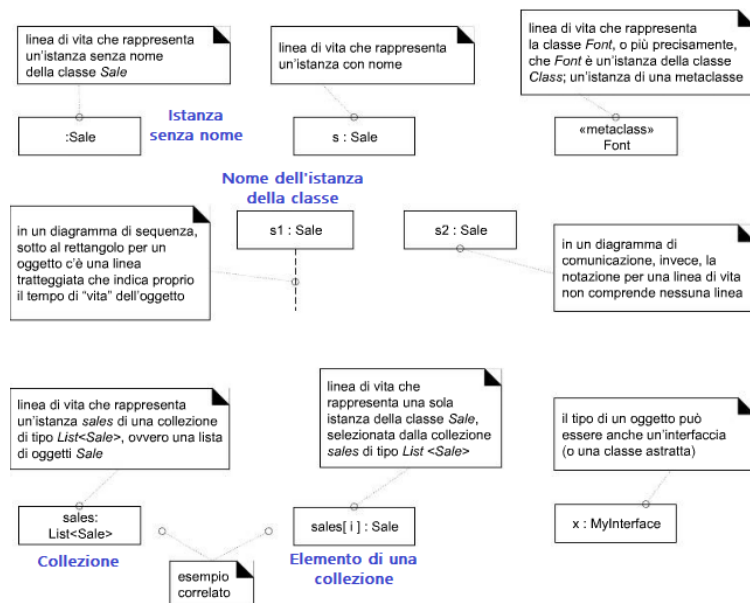 linea di vita che rappresenta
un'istanza senza nome
della classe Sale
linea di vita che rappresenta
un'istanza con nome
linea di vita che rappresenta
la classe Font, o più precisamente,
che Font è un'istanza della classe
Class; un'istanza di una metaclasse
:Sale
Istanza
senza nome
s : Sale
«metaclass»
Font
Nome dell'istanza
della classe
in un diagramma di sequenza,
sotto al rettangolo per un
oggetto c'è una linea
tratteggiata che indica proprio
il tempo di "vita" dell'oggetto
s1 : Sale
s2 : Sale
in un diagramma di
comunicazione, invece, la
notazione per una linea di vita
non comprende nessuna linea
linea di vita che rappresenta
un'istanza sales di una collezione
di tipo List<Sale>, ovvero una lista
di oggetti Sale
linea di vita che
rappresenta una sola
istanza della classe Sale,
selezionata dalla collezione
sales di tipo List <Sale>
il tipo di un oggetto può
essere anche un'interfaccia
(o una classe astratta)
sales:
List<Sale>
sales[ i ] : Sale
x : MyInterface
Collezione
esempio
correlato
Elemento di una
collezione